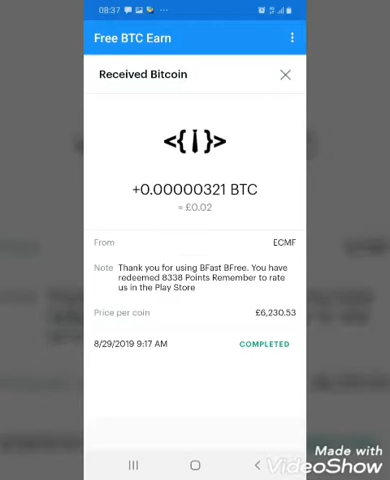 08:37
Free BTC Earn
Received Bitcoin
<{ }>
+0.00000321 BTC
≈ £0.02
From ECMF
Note Thank you for using BFast BFree. You have
redeemed 8338 Points Remember to rate
us in the Play Store
Price per coin £6,230.53
8/29/2019 9:17 AM COMPLETED
Made with
VideoShow